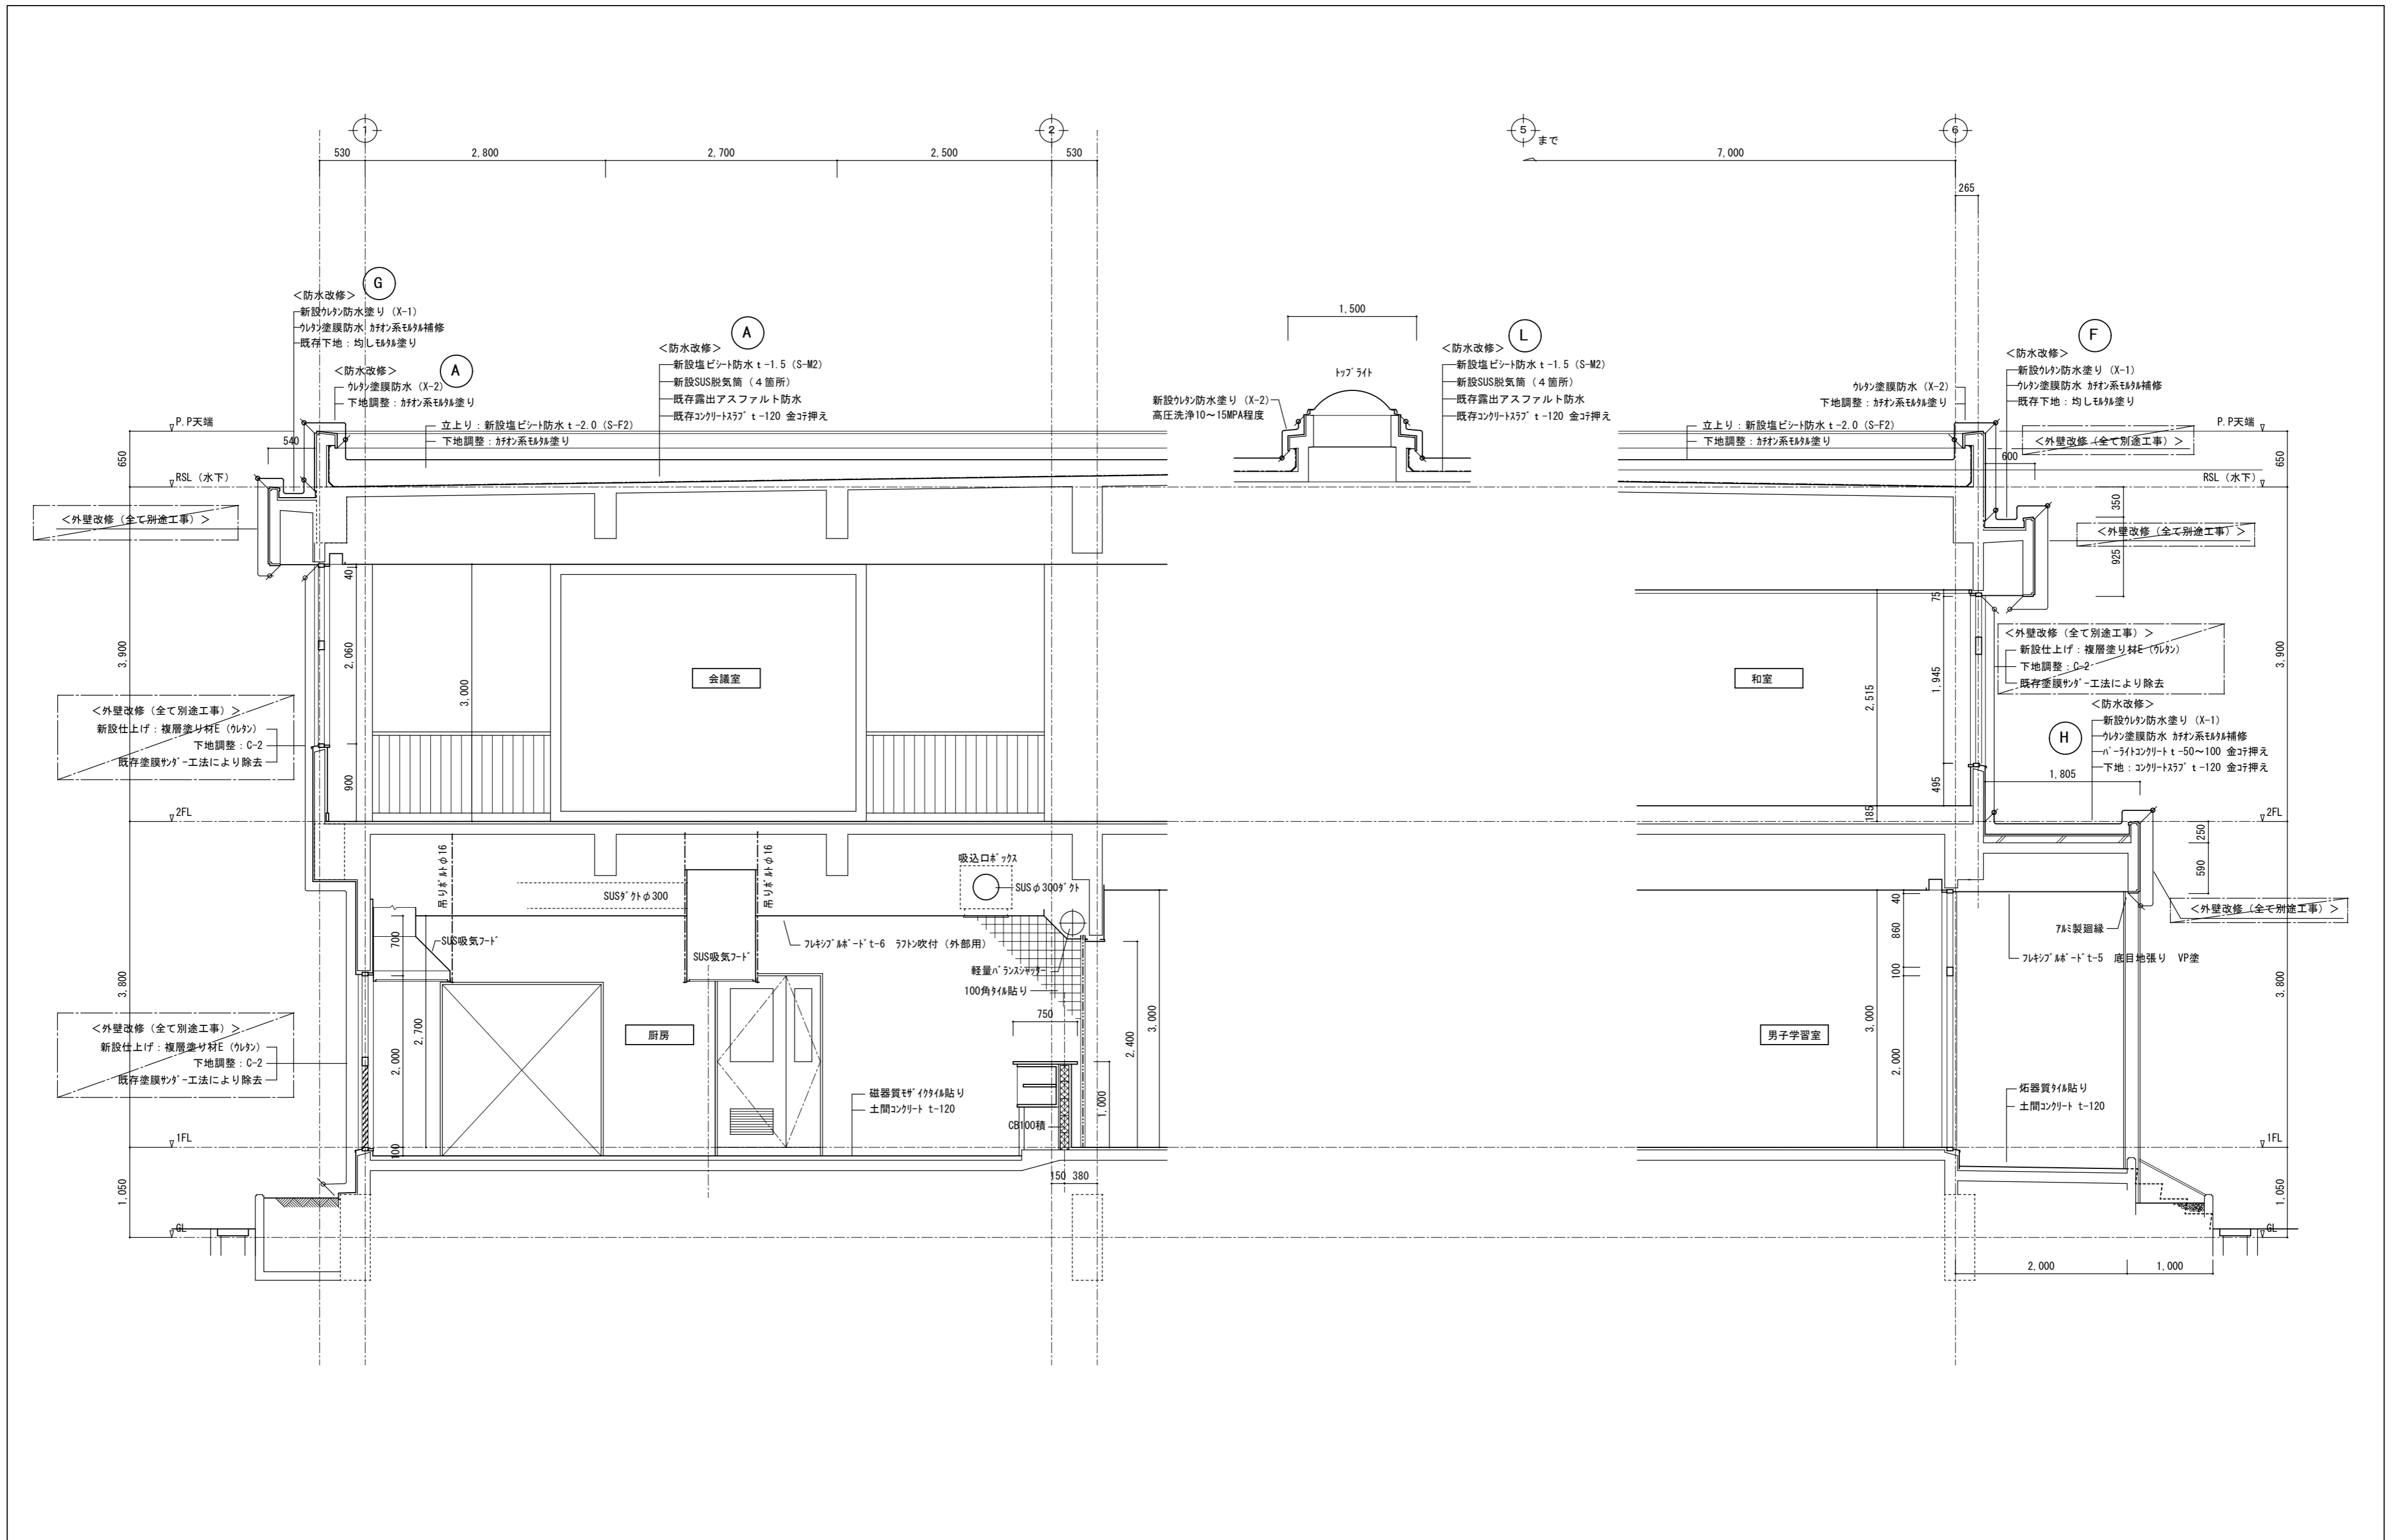 1
2
5
まで
6
530
2,800
2,700
2,500
530
7,000
265
G
<防水改修>
新設ウレタン防水塗り (X-1)
ウレタン塗膜防水 カチオン系モルタル補修
既存下地：均しモルタル塗り
<防水改修>
A
ウレタン塗膜防水 (X-2)
下地調整：カチオン系モルタル塗り
A
<防水改修>
新設塩ビシート防水 t-1.5 (S-M2)
新設SUS脱気筒 (4箇所)
既存露出アスファルト防水
既存コンクリートスラブ t-120 金コテ押え
立上り：新設塩ビシート防水 t-2.0 (S-F2)
下地調整：カチオン系モルタル塗り
1,500
トップライト
新設ウレタン防水塗り (X-2)
高圧洗浄10～15MPA程度
L
<防水改修>
新設塩ビシート防水 t-1.5 (S-M2)
新設SUS脱気筒 (4箇所)
既存露出アスファルト防水
既存コンクリートスラブ t-120 金コテ押え
立上り：新設塩ビシート防水 t-2.0 (S-F2)
下地調整：カチオン系モルタル塗り
ウレタン塗膜防水 (X-2)
下地調整：カチオン系モルタル塗り
F
<防水改修>
新設ウレタン防水塗り (X-1)
ウレタン塗膜防水 カチオン系モルタル補修
既存下地：均しモルタル塗り
P.P天端
540
650
RSL (水下)
<外壁改修 (全て別途工事) >
P.P天端
<外壁改修 (全て別途工事) >
600
650
RSL (水下)
350
<外壁改修 (全て別途工事) >
925
40
2,060
3,000
900
3,900
会議室
和室
75
1,945
2,515
495
185
3,900
<外壁改修 (全て別途工事) >
新設仕上げ：複層塗り材E (ウレタン)
下地調整：C-2
既存塗膜サンダー工法により除去
<外壁改修 (全て別途工事) >
新設仕上げ：複層塗り材E (ウレタン)
下地調整：C-2
既存塗膜サンダー工法により除去
H
<防水改修>
新設ウレタン防水塗り (X-1)
ウレタン塗膜防水 カチオン系モルタル補修
パーライトコンクリート t-50～100 金コテ押え
下地：コンクリートスラブ t-120 金コテ押え
1,805
2FL
2FL
250
590
吊りボルトφ16
SUSダクトφ300
吊りボルトφ16
吸込口ボックス
SUSφ300ダクト
フレキシブルボードt-6 ラフトン吹付 (外部用)
SUS吸気フード
SUS吸気フード
軽量バランスシャッター
100角タイル貼り
750
700
2,700
2,000
100
3,800
厨房
2,400
3,000
1,000
磁器質モザイクタイル貼り
土間コンクリート t-120
CB100積
男子学習室
3,000
40
860
100
2,000
<外壁改修 (全て別途工事) >
アルミ製廻縁
フレキシブルボードt-5 底目地張り VP塗
3,800
炻器質タイル貼り
土間コンクリート t-120
<外壁改修 (全て別途工事) >
新設仕上げ：複層塗り材E (ウレタン)
下地調整：C-2
既存塗膜サンダー工法により除去
1FL
1FL
150
380
1,050
1,050
GL
GL
2,000
1,000